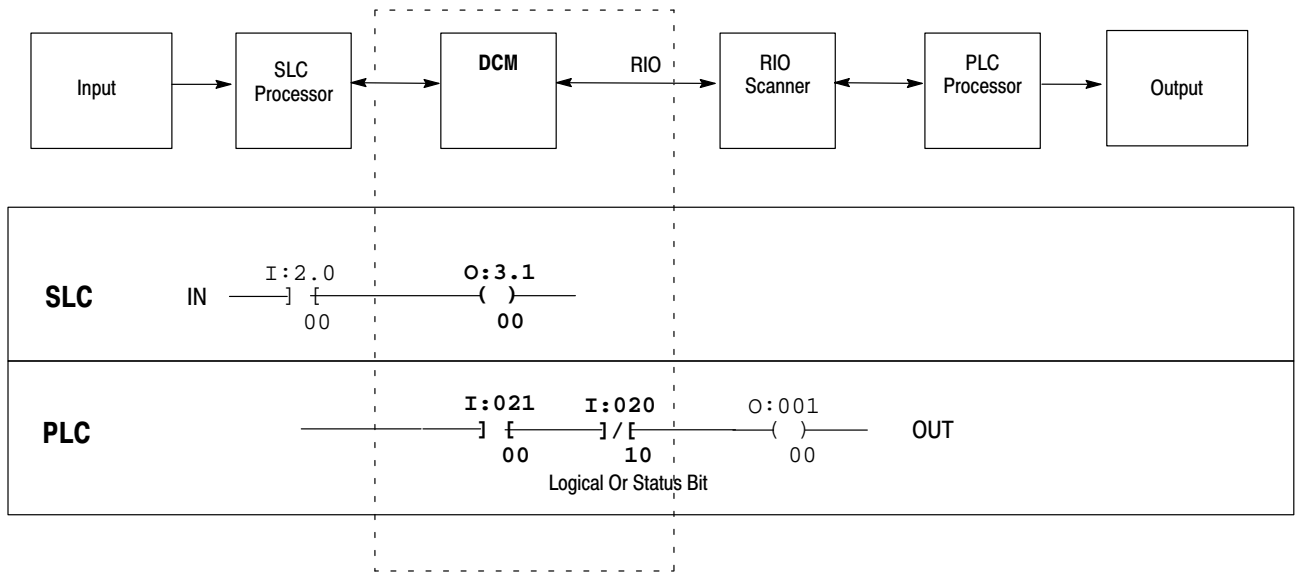 Input
SLC
Processor
DCM
RIO
RIO
Scanner
PLC
Processor
Output
SLC
IN
I:2.0
] [
00
O:3.1
( )
00
PLC
I:021
] [
00
I:020
]/[
10
Logical Or Status Bit
O:001
( )
00
OUT